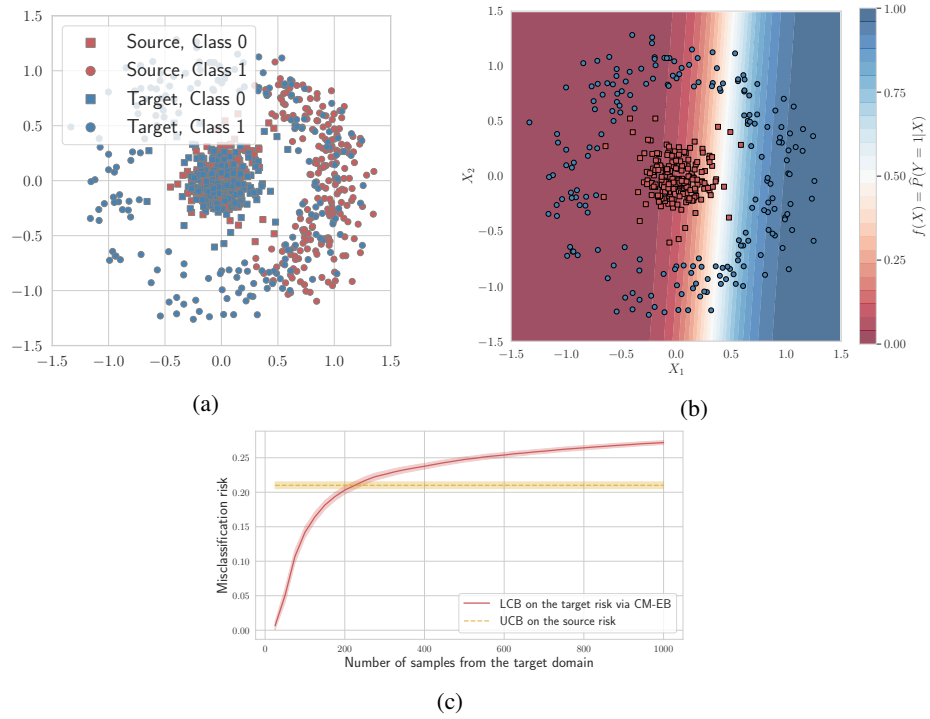 Source, Class 0
Source, Class 1
Target, Class 0
Target, Class 1
1.5
1.0
0.5
0.0
−0.5
−1.0
−1.5
−1.5 −1.0 −0.5 0.0 0.5 1.0 1.5
(a)
1.5
1.0
0.5
0.0
−0.5
−1.0
−1.5
X2
−1.5 −1.0 −0.5 0.0 0.5 1.0 1.5
X1
1.00
0.75
0.50
0.25
0.00
f(X) = P̂(Y = 1|X)
(b)
Misclassification risk
0.25
0.20
0.15
0.10
0.05
0.00
LCB on the target risk via CM-EB
UCB on the source risk
0 200 400 600 800 1000
Number of samples from the target domain
(c)